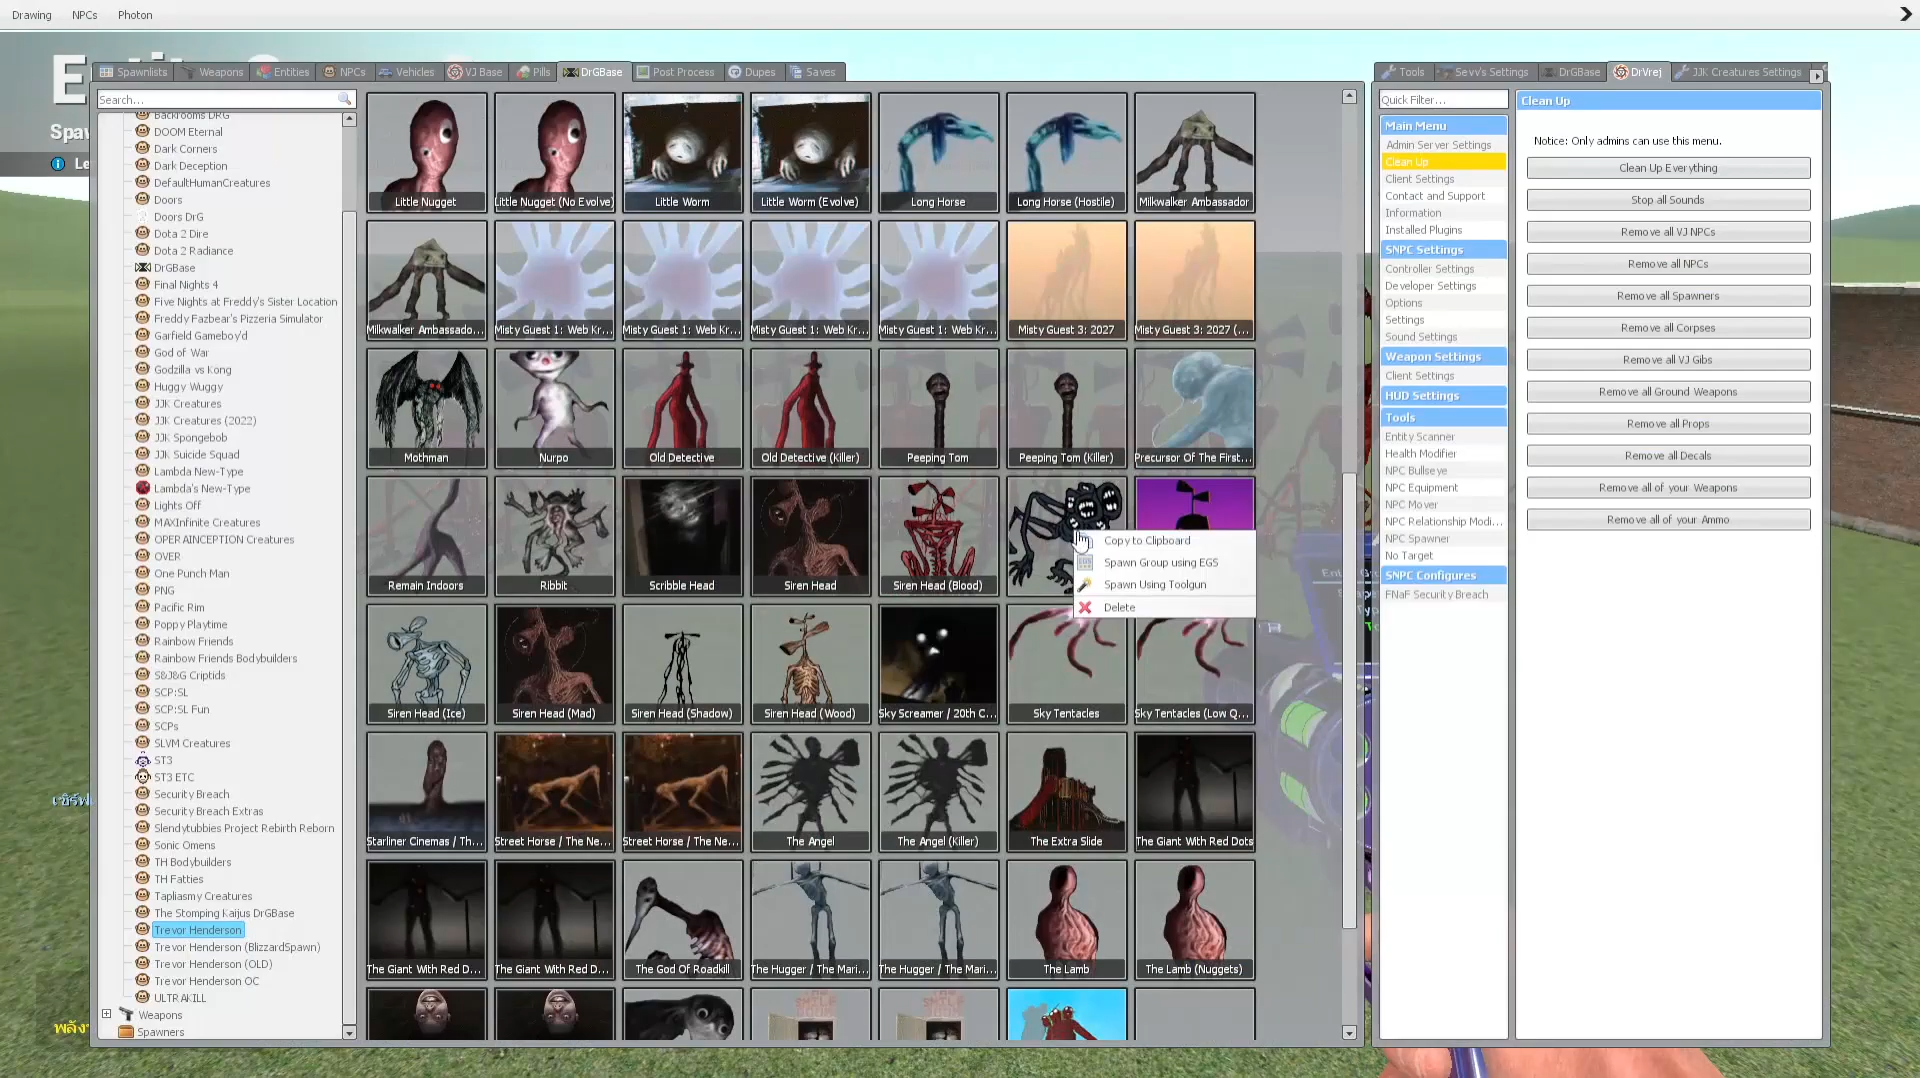 Drawing NPCs Photon
E
Spaw
Le
Spawnlists Weapons Entities NPCs Vehicles VJ Base Pills DrGBase Post Process Dupes Saves
Search...
Backrooms DRG
DOOM Eternal
Dark Corners
Dark Deception
DefaultHumanCreatures
Doors
Doors DrG
Dota 2 Dire
Dota 2 Radiance
DrGBase
Final Nights 4
Five Nights at Freddy's Sister Location
Freddy Fazbear's Pizzeria Simulator
Garfield Gameboy'd
God of War
Godzilla vs Kong
Huggy Wuggy
JJK Creatures
JJK Creatures (2022)
JJK Spongebob
JJK Suicide Squad
Lambda New-Type
Lambda's New-Type
Lights Off
MAXInfinite Creatures
OPERAINCEPTION Creatures
OVER
One Punch Man
PNG
Pacific Rim
Poppy Playtime
Rainbow Friends
Rainbow Friends Bodybuilders
S&J&G Criptids
SCP:SL
SCP:SL Fun
SCPs
SLVM Creatures
ST3
ST3 ETC
Security Breach
Security Breach Extras
Slendytubbies Project Rebirth Reborn
Sonic Omens
TH Bodybuilders
TH Fatties
Tapliasmy Creatures
The Stomping Kaijus DrGBase
Trevor Henderson
Trevor Henderson (BlizzardSpawn)
Trevor Henderson (OLD)
Trevor Henderson OC
ULTRAKILL
Weapons
Spawners
Little Nugget Little Nugget (No Evolve) Little Worm Little Worm (Evolve) Long Horse Long Horse (Hostile) Milkwalker Ambassador
Milkwalker Ambassado... Misty Guest 1: Web Kr... Misty Guest 1: Web Kr... Misty Guest 1: Web Kr... Misty Guest 1: Web Kr... Misty Guest 3: 2027 Misty Guest 3: 2027 (...
Mothman Nurpo Old Detective Old Detective (Killer) Peeping Tom Peeping Tom (Killer) Precursor Of The First...
Remain Indoors Ribbit Scribble Head Siren Head Siren Head (Blood)
Copy to Clipboard
Spawn Group using EGS
Spawn Using Toolgun
Delete
Siren Head (Ice) Siren Head (Mad) Siren Head (Shadow) Siren Head (Wood) Sky Screamer / 20th C... Sky Tentacles Sky Tentacles (Low Q...
Starliner Cinemas / Th... Street Horse / The Ne... Street Horse / The Ne... The Angel The Angel (Killer) The Extra Slide The Giant With Red Dots
The Giant With Red D... The Giant With Red D... The God Of Roadkill The Hugger / The Mari... The Hugger / The Mari... The Lamb The Lamb (Nuggets)
Tools Sevv's Settings DrGBase DrVrej JJK Creatures Settings
Quick Filter...
Main Menu
Admin Server Settings
Clean Up
Client Settings
Contact and Support
Information
Installed Plugins
SNPC Settings
Controller Settings
Developer Settings
Options
Settings
Sound Settings
Weapon Settings
Client Settings
HUD Settings
Tools
Entity Scanner
Health Modifier
NPC Bullseye
NPC Equipment
NPC Mover
NPC Relationship Modi...
NPC Spawner
No Target
SNPC Configures
FNaF Security Breach
Clean Up
Notice: Only admins can use this menu.
Clean Up Everything
Stop all Sounds
Remove all VJ NPCs
Remove all NPCs
Remove all Spawners
Remove all Corpses
Remove all VJ Gibs
Remove all Ground Weapons
Remove all Props
Remove all Decals
Remove all of your Weapons
Remove all of your Ammo